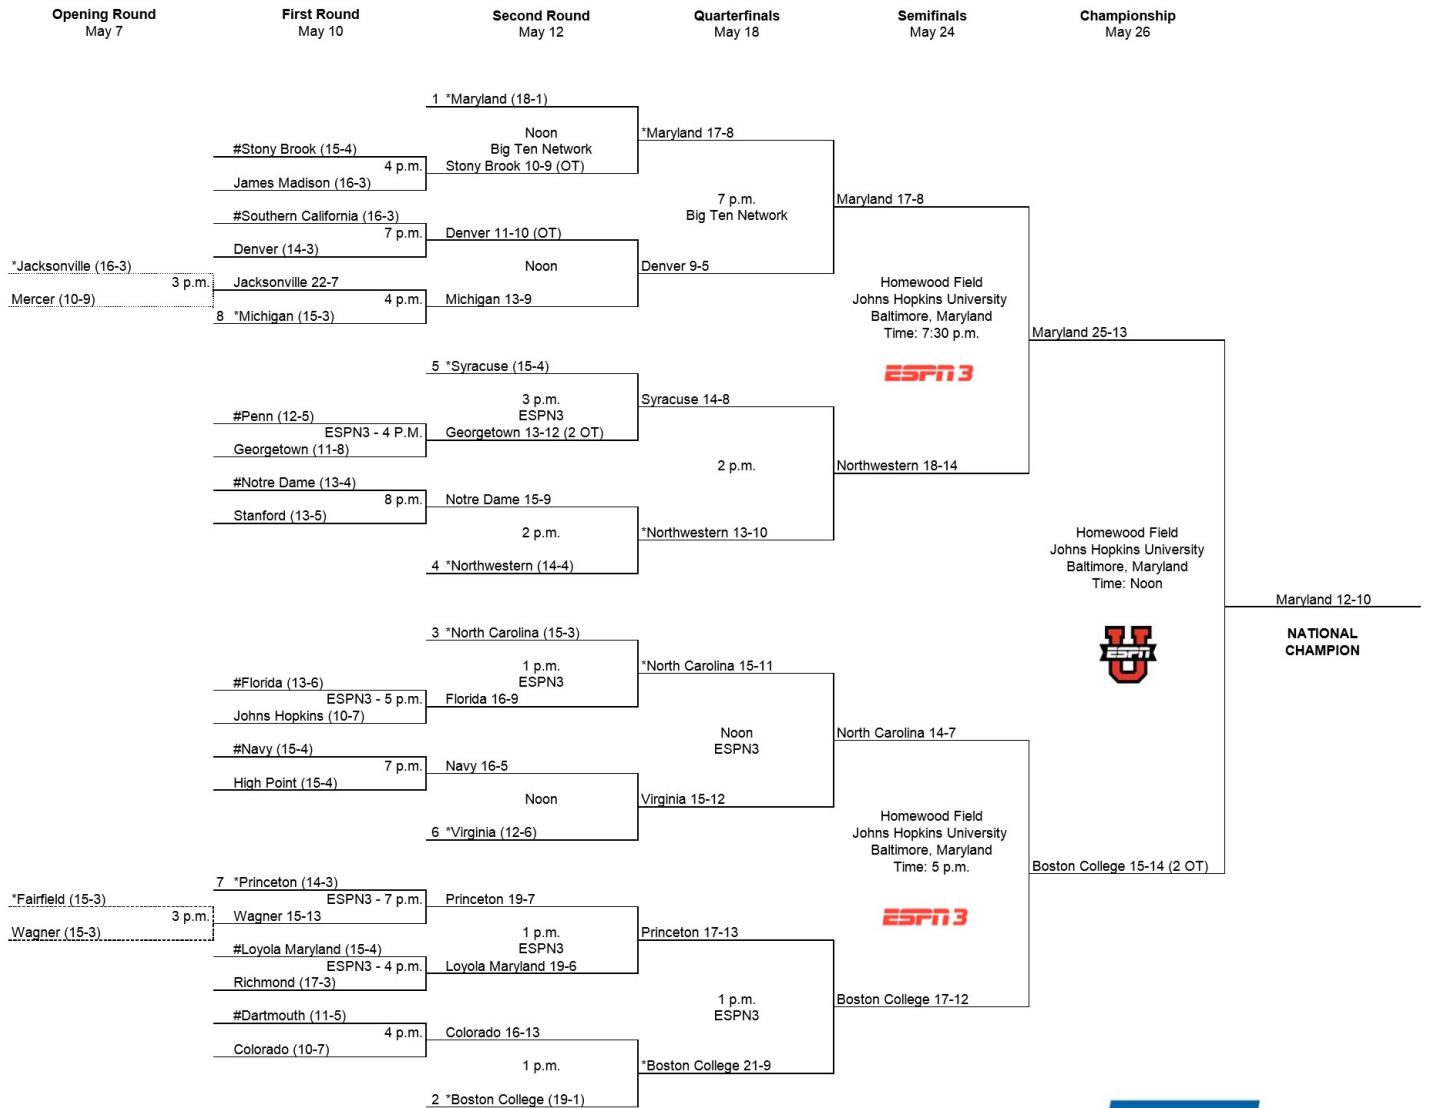 Opening Round
May 7
First Round
May 10
Second Round
May 12
Quarterfinals
May 18
Semifinals
May 24
Championship
May 26
1 *Maryland (18-1)
Noon
Big Ten Network
*Maryland 17-8
#Stony Brook (15-4)
4 p.m.
Stony Brook 10-9 (OT)
James Madison (16-3)
7 p.m.
Big Ten Network
Maryland 17-8
#Southern California (16-3)
7 p.m.
Denver 11-10 (OT)
Denver (14-3)
*Jacksonville (16-3)
3 p.m.
Mercer (10-9)
Noon
Denver 9-5
Jacksonville 22-7
4 p.m.
Michigan 13-9
8 *Michigan (15-3)
Homewood Field
Johns Hopkins University
Baltimore, Maryland
Time: 7:30 p.m.
ESPN3
Maryland 25-13
5 *Syracuse (15-4)
3 p.m.
ESPN3
Syracuse 14-8
#Penn (12-5)
ESPN3 - 4 P.M.
Georgetown 13-12 (2 OT)
Georgetown (11-8)
2 p.m.
Northwestern 18-14
#Notre Dame (13-4)
8 p.m.
Notre Dame 15-9
Stanford (13-5)
2 p.m.
*Northwestern 13-10
4 *Northwestern (14-4)
Homewood Field
Johns Hopkins University
Baltimore, Maryland
Time: Noon
U
ESPN
Maryland 12-10
NATIONAL
CHAMPION
3 *North Carolina (15-3)
1 p.m.
ESPN3
*North Carolina 15-11
#Florida (13-6)
ESPN3 - 5 p.m.
Florida 16-9
Johns Hopkins (10-7)
Noon
ESPN3
North Carolina 14-7
#Navy (15-4)
7 p.m.
Navy 16-5
High Point (15-4)
Noon
Virginia 15-12
6 *Virginia (12-6)
Homewood Field
Johns Hopkins University
Baltimore, Maryland
Time: 5 p.m.
ESPN3
Boston College 15-14 (2 OT)
7 *Princeton (14-3)
ESPN3 - 7 p.m.
Princeton 19-7
*Fairfield (15-3)
3 p.m.
Wagner 15-13
Wagner (15-3)
1 p.m.
ESPN3
Princeton 17-13
#Loyola Maryland (15-4)
ESPN3 - 4 p.m.
Loyola Maryland 19-6
Richmond (17-3)
1 p.m.
ESPN3
Boston College 17-12
#Dartmouth (11-5)
4 p.m.
Colorado 16-13
Colorado (10-7)
1 p.m.
*Boston College 21-9
2 *Boston College (19-1)